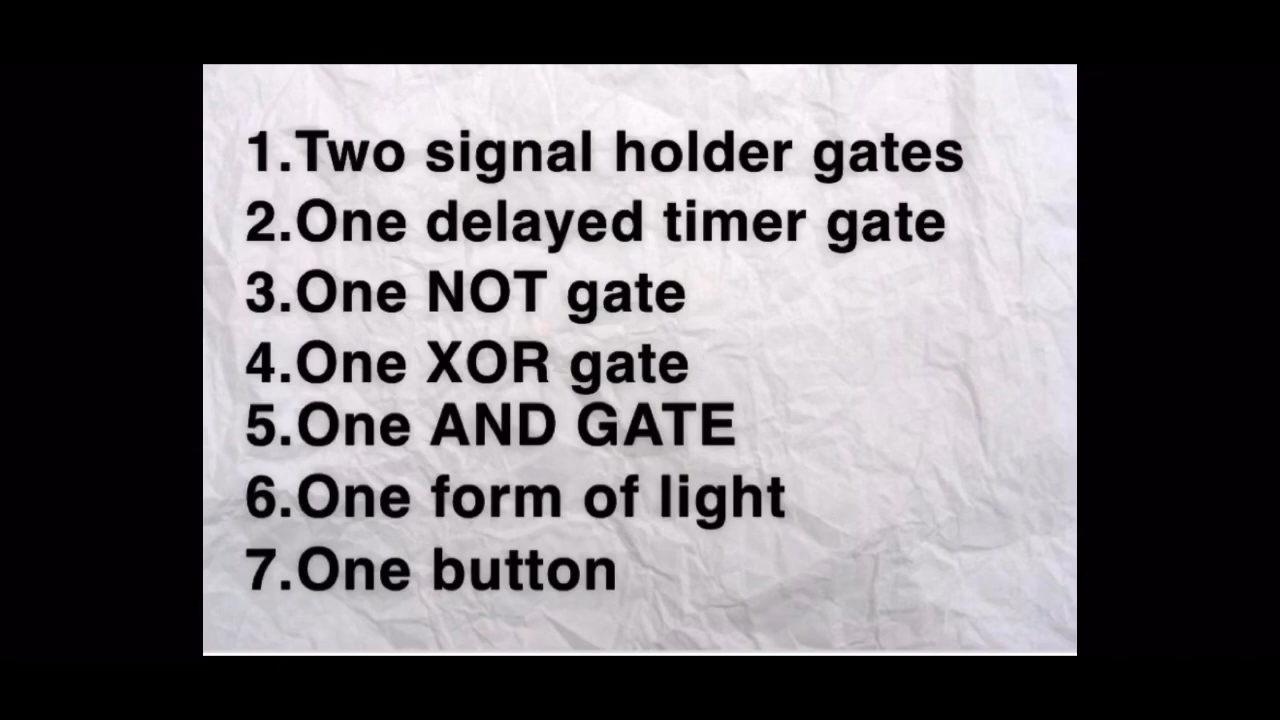 1.Two signal holder gates
2.One delayed timer gate
3.One NOT gate
4.One XOR gate
5.One AND GATE
6.One form of light
7.One button